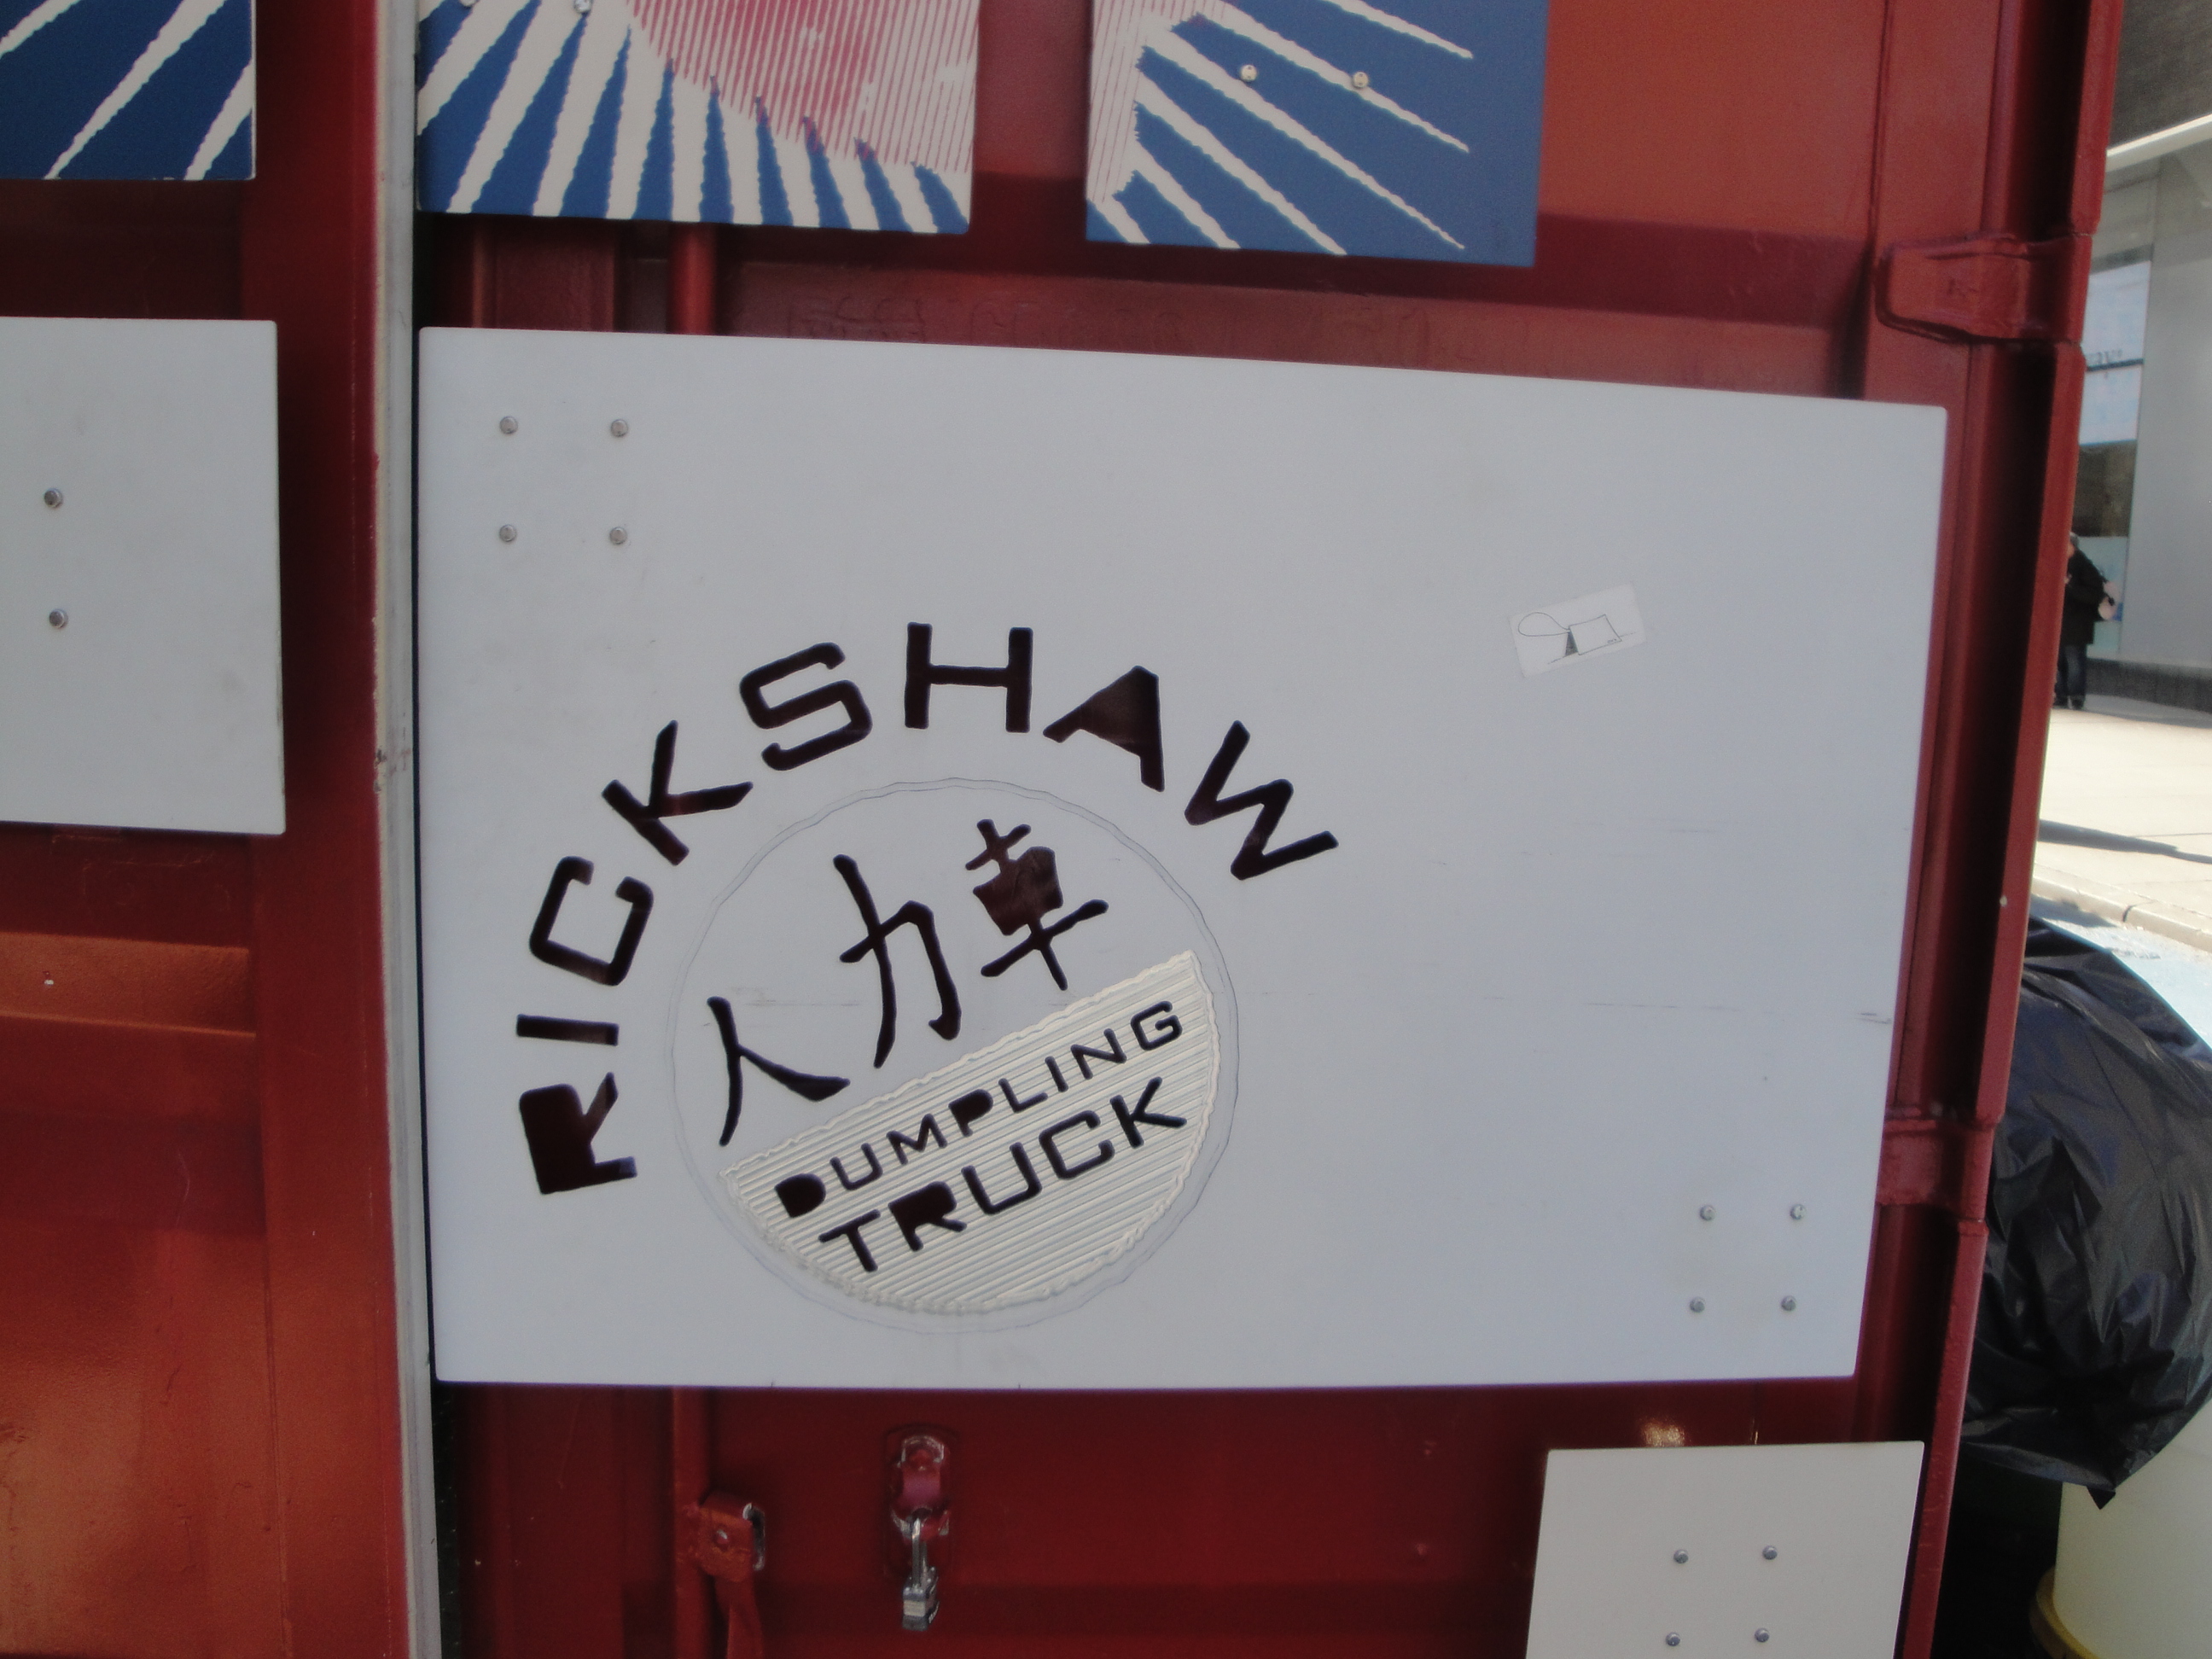 RICKSHAW
人力車
DUMPLING
TRUCK